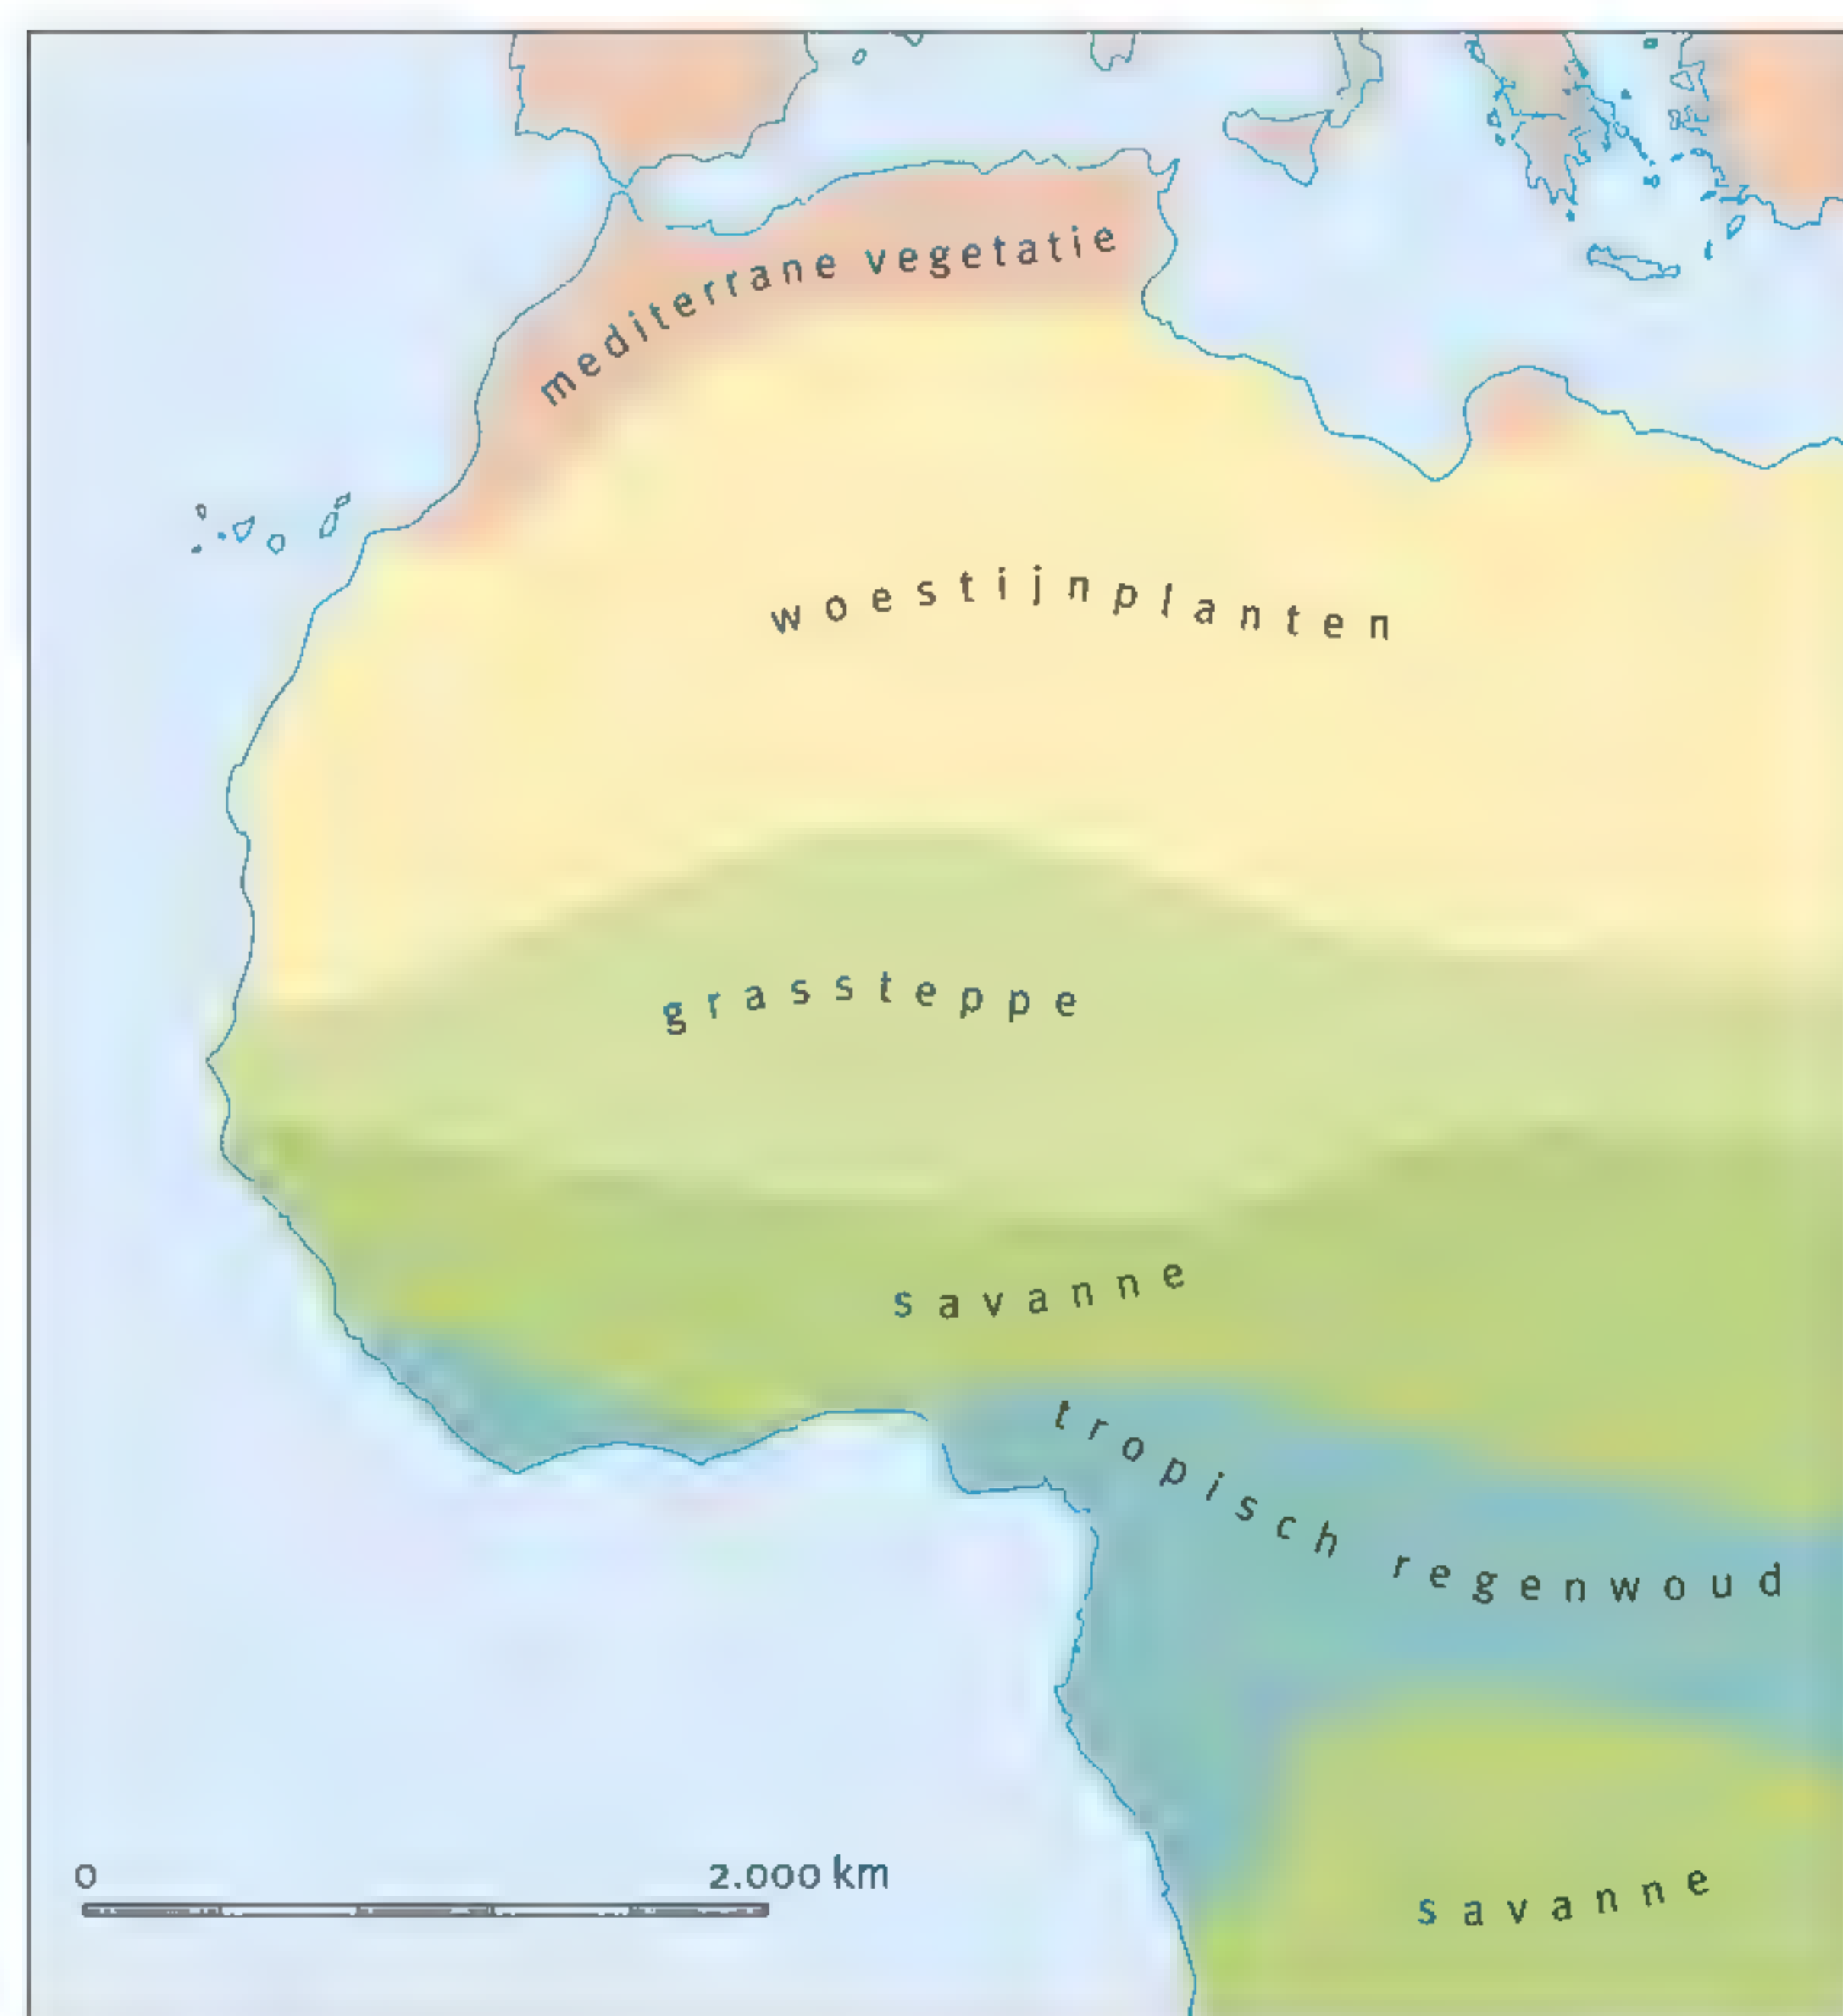 mediterrane vegetatie
woestijnplanten
grassteppe
savanne
tropisch regenwoud
0 2.000 km
savanne